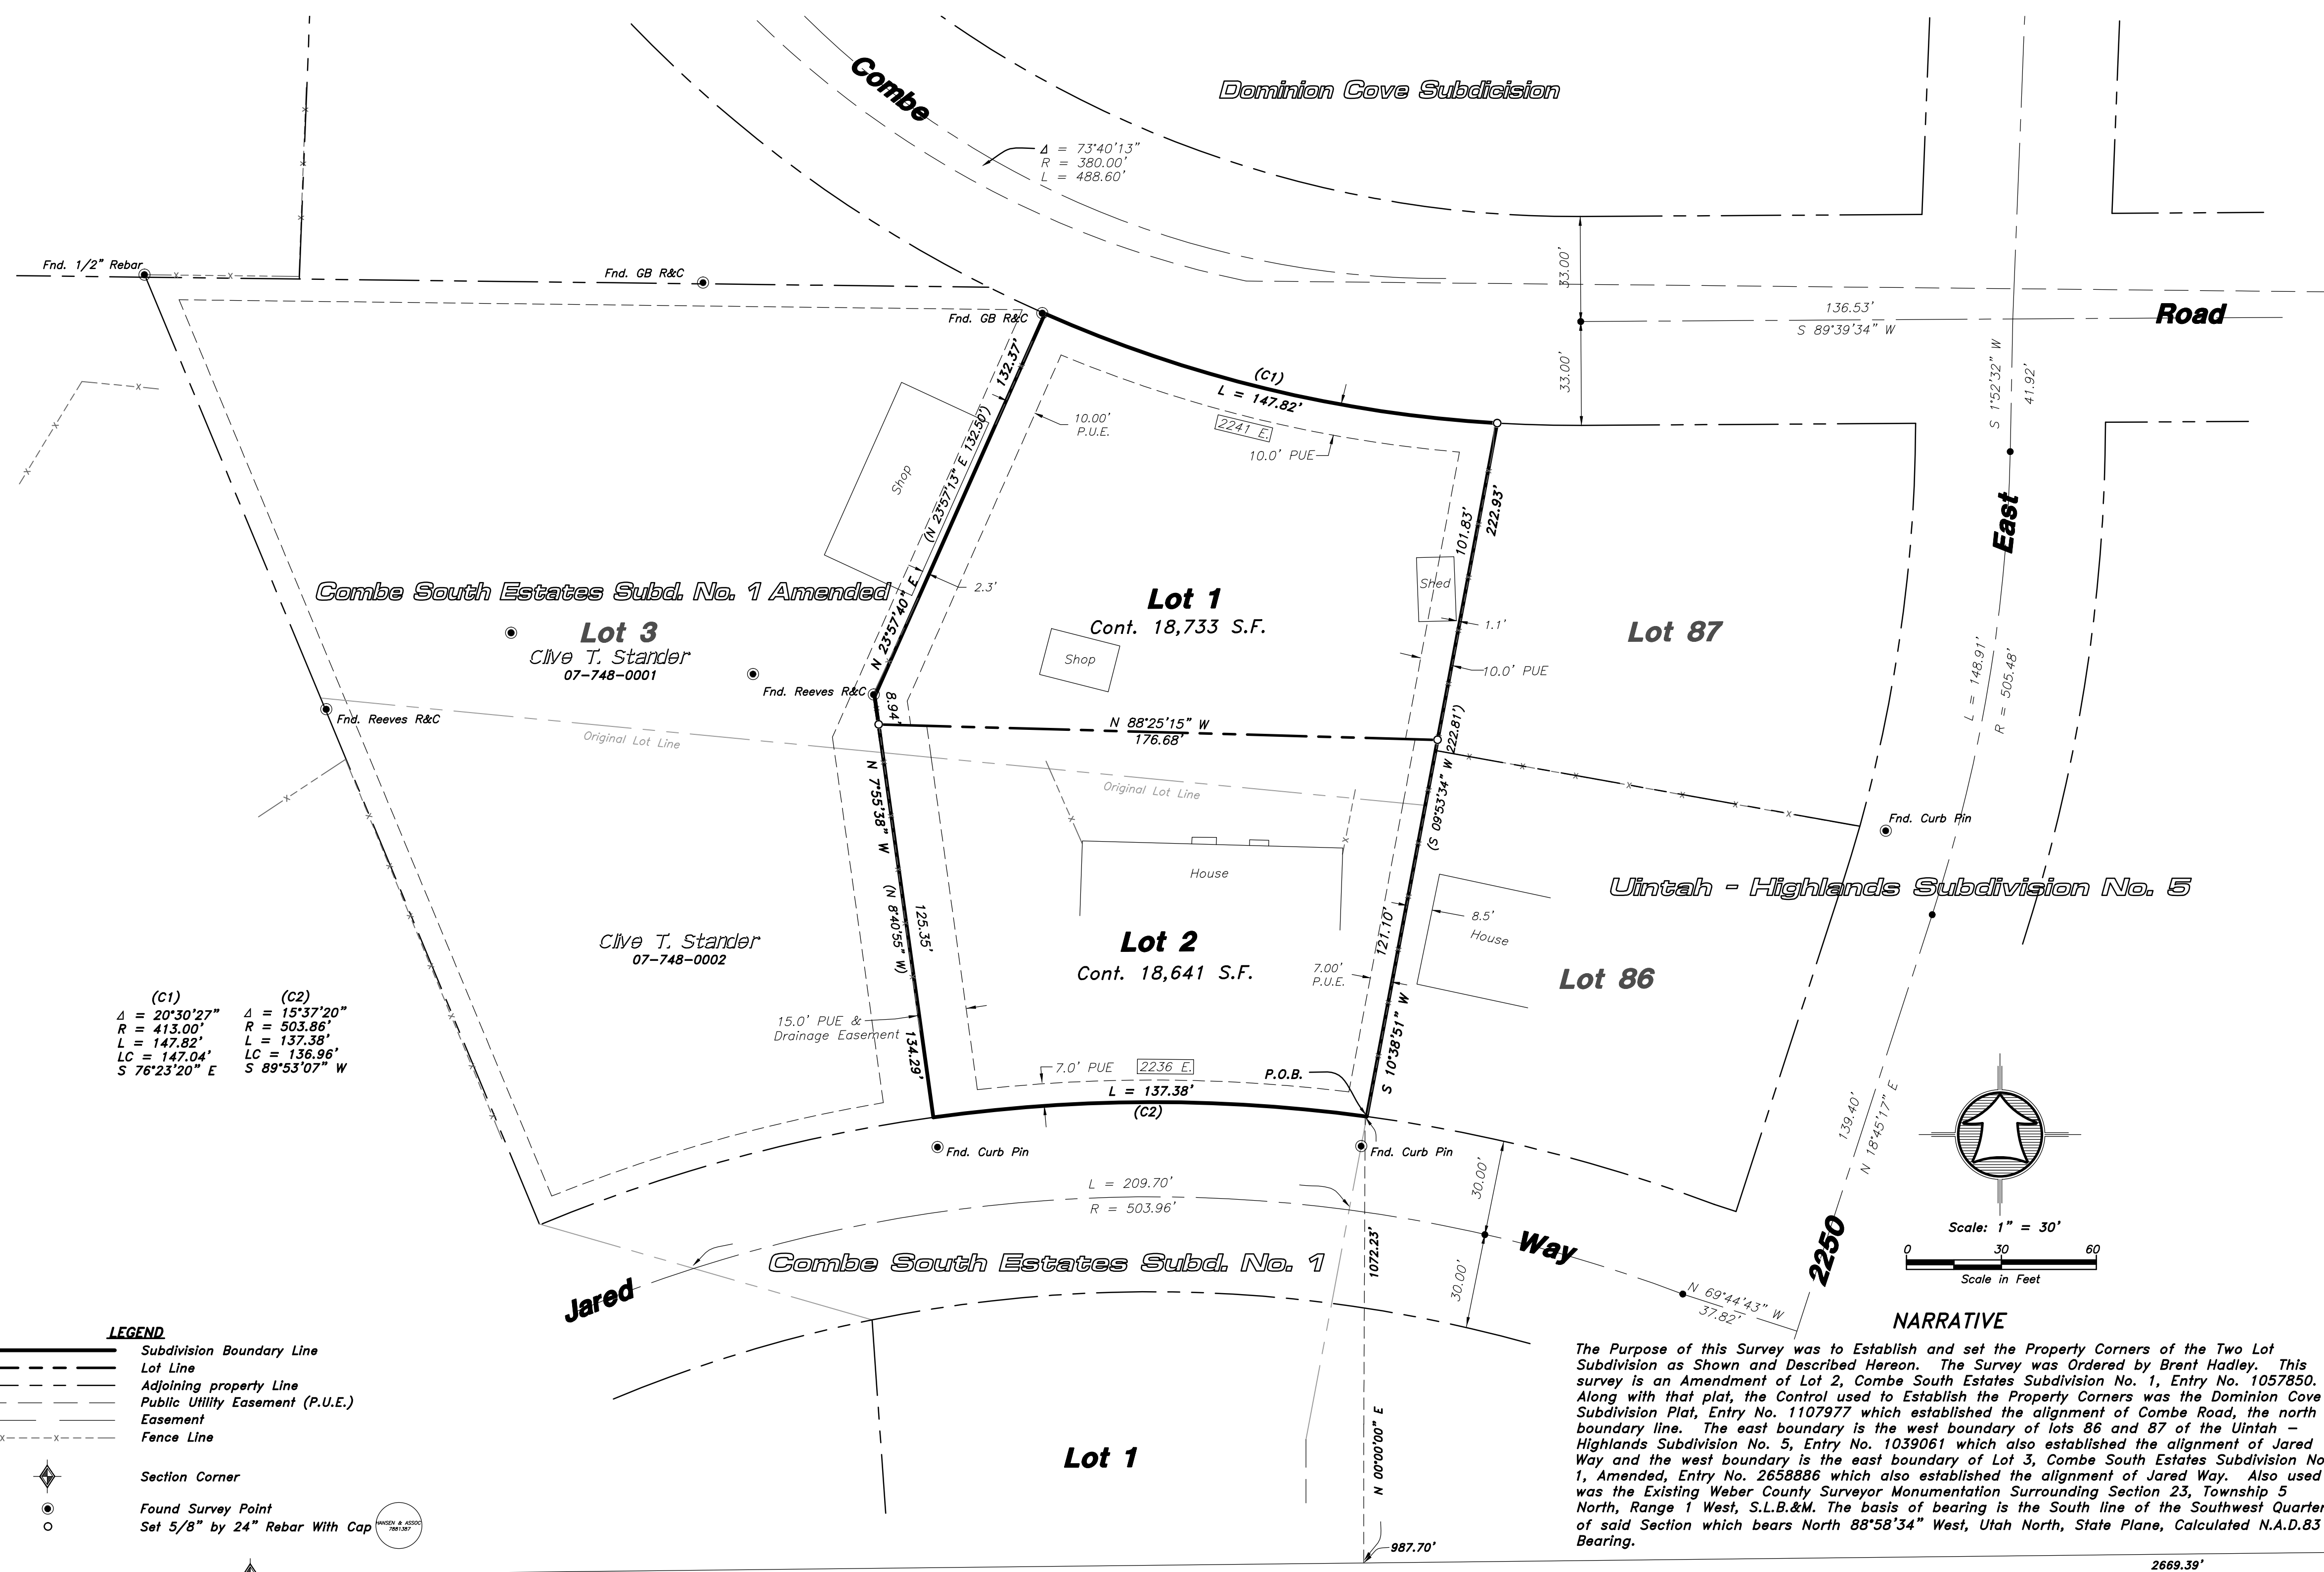 Combe
Dominion Cove Subdicision
Δ = 73°40'13"
R = 380.00'
L = 488.60'
Fnd. 1/2" Rebar
Fnd. GB R&C
Fnd. GB R&C
33.00'
33.00'
136.53'
S 89°39'34" W
Road
S 1°52'32" W
41.92'
East
132.37'
(N 23°57'13" E 132.50')
N 23°57'40" E
Shop
10.00'
P.U.E.
(C1)
L = 147.82'
2241 E.
10.0' PUE
101.83'
222.93'
2.3'
Combe South Estates Subd. No. 1 Amended
Lot 3
Clive T. Stander
07-748-0001
Lot 1
Cont. 18,733 S.F.
Shed
1.1'
Shop
10.0' PUE
Lot 87
L = 148.91'
R = 505.48'
Fnd. Reeves R&C
Fnd. Reeves R&C
8.94'
N 88°25'15" W
176.68'
(S 09°53'34" W 222.81')
Original Lot Line
Original Lot Line
N 7°55'38" W
(N 8°40'55" W)
125.35'
134.29'
House
Fnd. Curb Pin
Uintah - Highlands Subdivision No. 5
8.5'
House
Lot 86
Lot 2
Cont. 18,641 S.F.
121.10'
7.00'
P.U.E.
S 10°38'51" W
Clive T. Stander
07-748-0002
15.0' PUE &
Drainage Easement
7.0' PUE
2236 E.
P.O.B.
L = 137.38'
(C2)
(C1)
Δ = 20°30'27"
R = 413.00'
L = 147.82'
LC = 147.04'
S 76°23'20" E
(C2)
Δ = 15°37'20"
R = 503.86'
L = 137.38'
LC = 136.96'
S 89°53'07" W
Fnd. Curb Pin
Fnd. Curb Pin
L = 209.70'
R = 503.96'
30.00'
30.00'
1072.23'
N 00°00'00" E
139.40'
N 18°45'17" E
2250
Way
N 69°44'43" W
37.82'
Combe South Estates Subd. No. 1
Jared
Lot 1
987.70'
2669.39'
Scale: 1" = 30'
0 30 60
Scale in Feet
LEGEND
Subdivision Boundary Line
Lot Line
Adjoining property Line
Public Utility Easement (P.U.E.)
Easement
Fence Line
Section Corner
Found Survey Point
Set 5/8" by 24" Rebar With Cap
HANSEN & ASSOC
7881387
NARRATIVE
The Purpose of this Survey was to Establish and set the Property Corners of the Two Lot
Subdivision as Shown and Described Hereon. The Survey was Ordered by Brent Hadley. This
survey is an Amendment of Lot 2, Combe South Estates Subdivision No. 1, Entry No. 1057850.
Along with that plat, the Control used to Establish the Property Corners was the Dominion Cove
Subdivision Plat, Entry No. 1107977 which established the alignment of Combe Road, the north
boundary line. The east boundary is the west boundary of lots 86 and 87 of the Uintah –
Highlands Subdivision No. 5, Entry No. 1039061 which also established the alignment of Jared
Way and the west boundary is the east boundary of Lot 3, Combe South Estates Subdivision No
1, Amended, Entry No. 2658886 which also established the alignment of Jared Way. Also used
was the Existing Weber County Surveyor Monumentation Surrounding Section 23, Township 5
North, Range 1 West, S.L.B.&M. The basis of bearing is the South line of the Southwest Quarter
of said Section which bears North 88°58'34" West, Utah North, State Plane, Calculated N.A.D.83
Bearing.